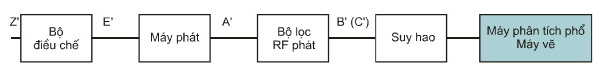 Z'
Bộ
điều chế
E'
Máy phát
A'
Bộ lọc
RF phát
B' (C')
Suy hao
Máy phân tích phổ
Máy vẽ